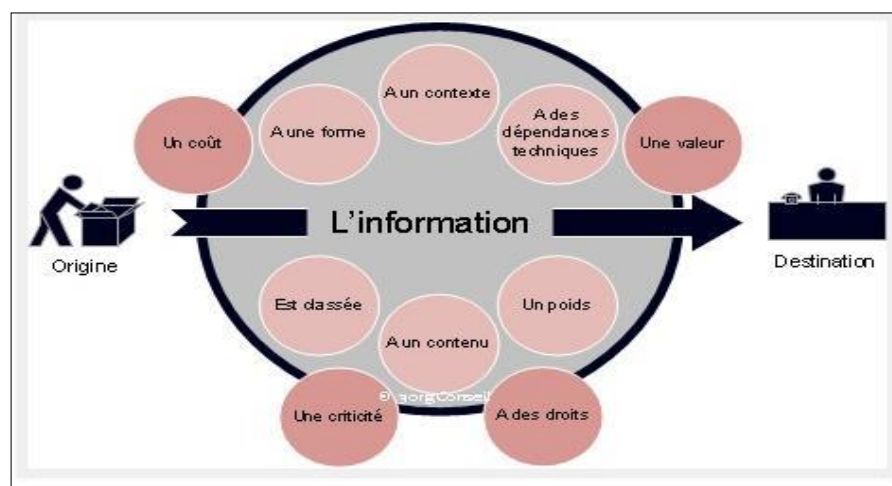 A un contexte
A une forme
A des
dépendances
techniques
Un coût
Une valeur
L'information
Origine
Destination
Est classée
Un poids
A un contenu
Une criticité
A des droits